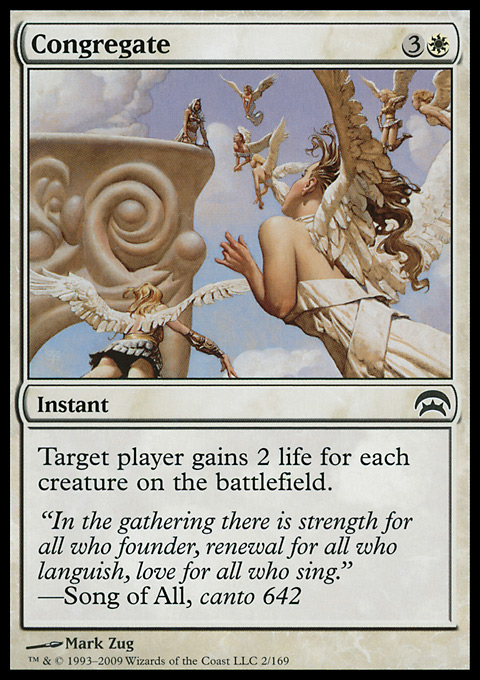 Congregate 3
Instant
Target player gains 2 life for each
creature on the battlefield.
“In the gathering there is strength for
all who founder, renewal for all who
languish, love for all who sing.”
—Song of All, canto 642
Mark Zug
™ & © 1993–2009 Wizards of the Coast LLC 2/169